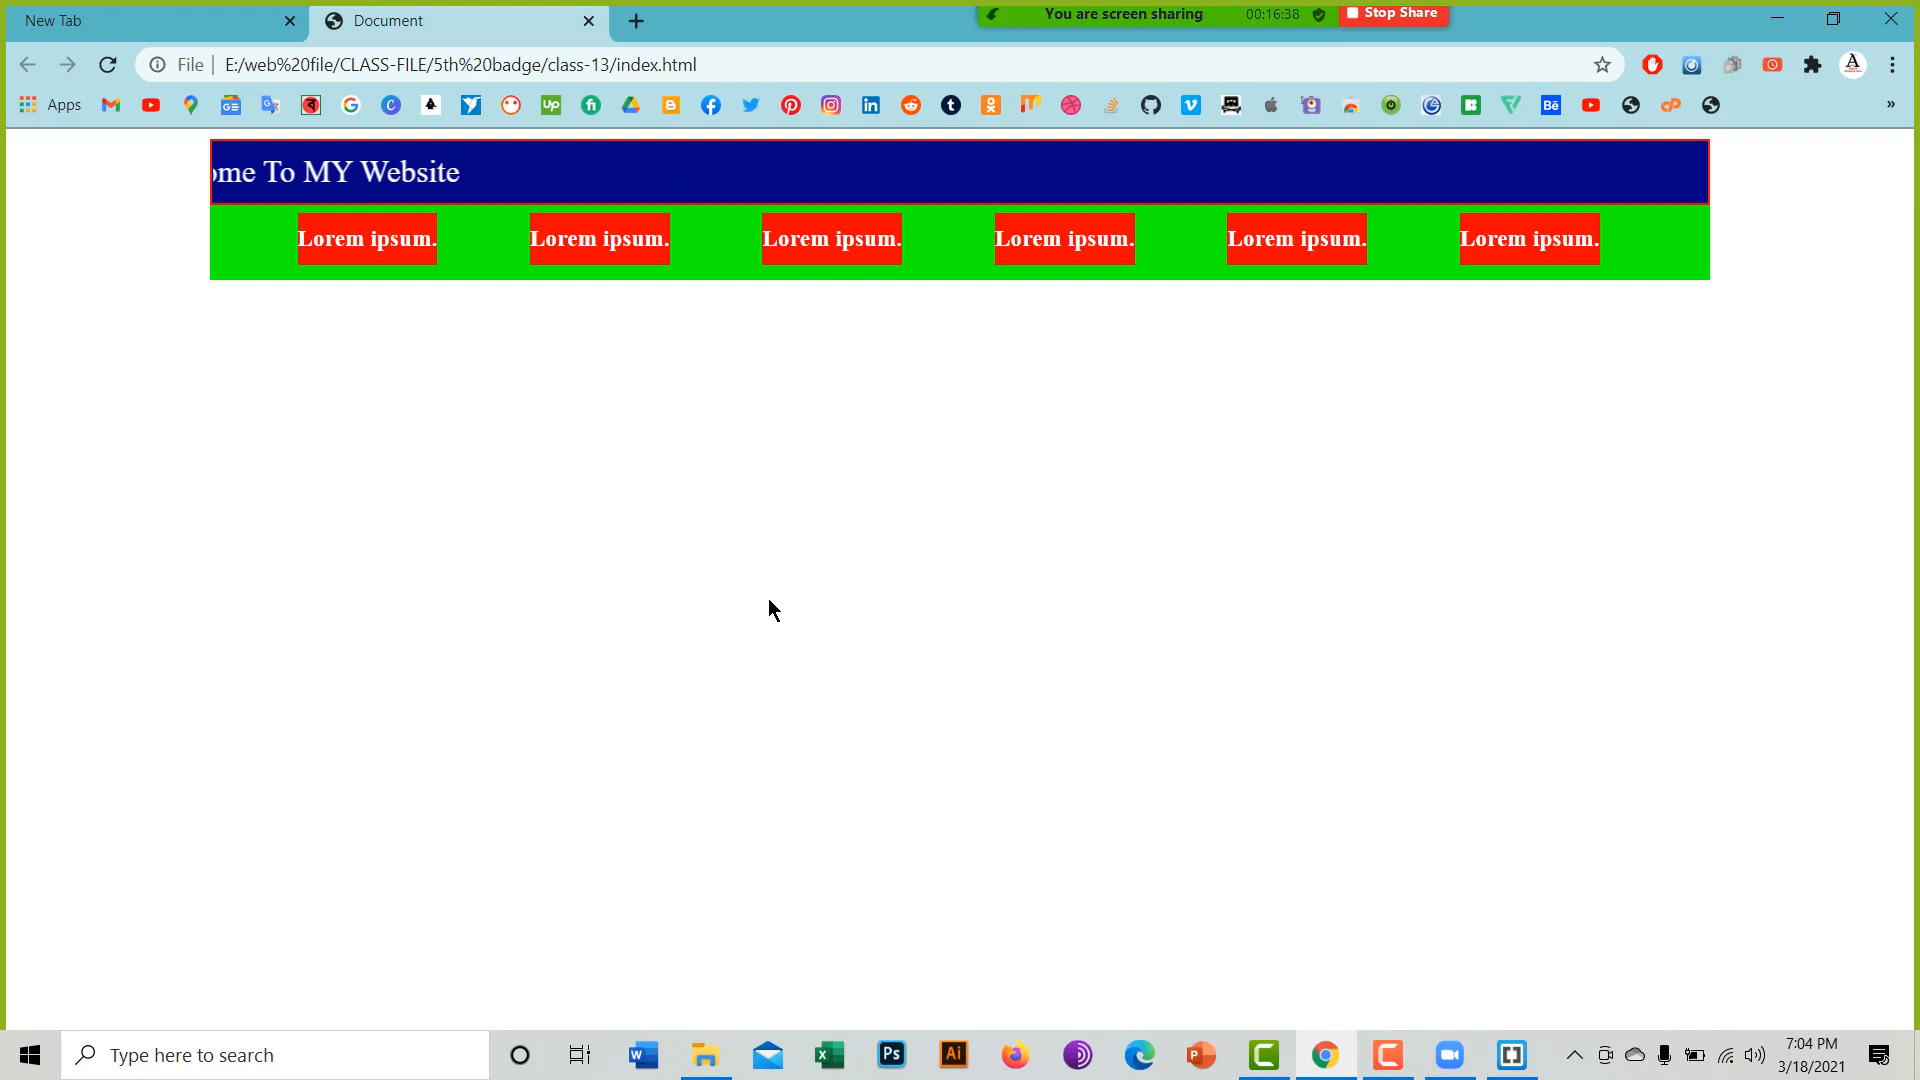 New Tab
Document
You are screen sharing 00:16:38 Stop Share
File E:/web%20file/CLASS-FILE/5th%20badge/class-13/index.html
Apps
ome To MY Website
Lorem ipsum. Lorem ipsum. Lorem ipsum. Lorem ipsum. Lorem ipsum. Lorem ipsum.
Type here to search
7:04 PM
3/18/2021